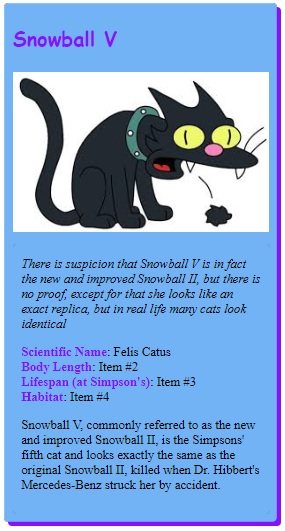 Snowball V
There is suspicion that Snowball V is in fact
the new and improved Snowball II, but there is
no proof, except for that she looks like an
exact replica, but in real life many cats look
identical
Scientific Name: Felis Catus
Body Length: Item #2
Lifespan (at Simpson's): Item #3
Habitat: Item #4
Snowball V, commonly referred to as the new
and improved Snowball II, is the Simpsons'
fifth cat and looks exactly the same as the
original Snowball II, killed when Dr. Hibbert's
Mercedes-Benz struck her by accident.